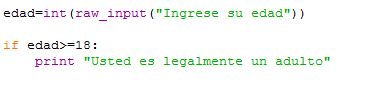 edad=int(raw_input("Ingrese su edad"))
if edad>=18:
    print "Usted es legalmente un adulto"